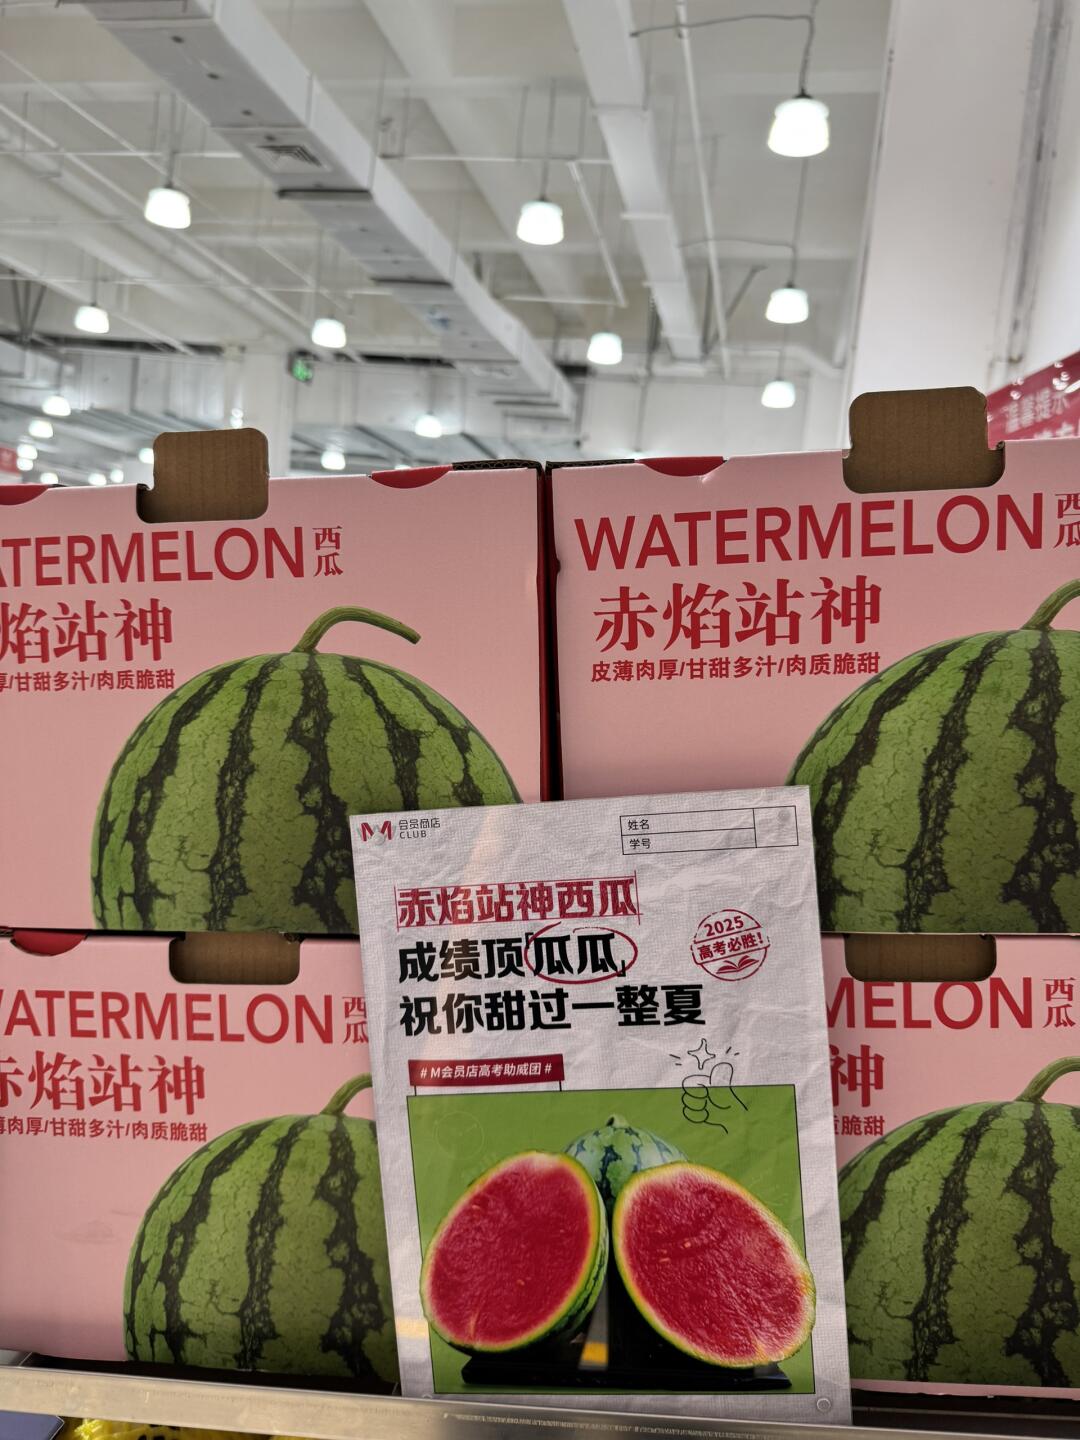 温馨提示
ATERMELON 西瓜
焰站神
厚/甘甜多汁/肉质脆甜
WATERMELON 西瓜
赤焰站神
皮薄肉厚/甘甜多汁/肉质脆甜
M 会员商店
CLUB
姓名
学号
赤焰站神西瓜
成绩顶「瓜瓜」
祝你甜过一整夏
2025
高考必胜!
#M会员店高考助威团#
WATERMELON 西瓜
赤焰站神
薄肉厚/甘甜多汁/肉质脆甜
MELON 西瓜
神
脆甜